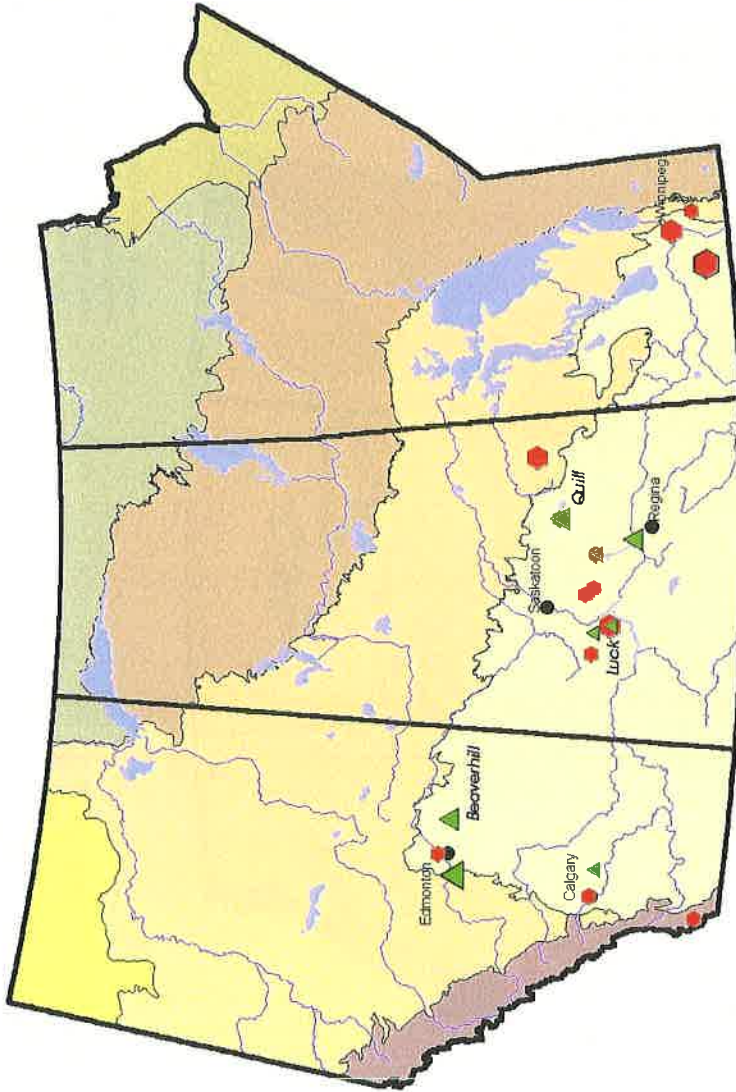 Winnipeg
Quill
Regina
Saskatoon
Luck
Beaverhill
Edmonton
Calgary